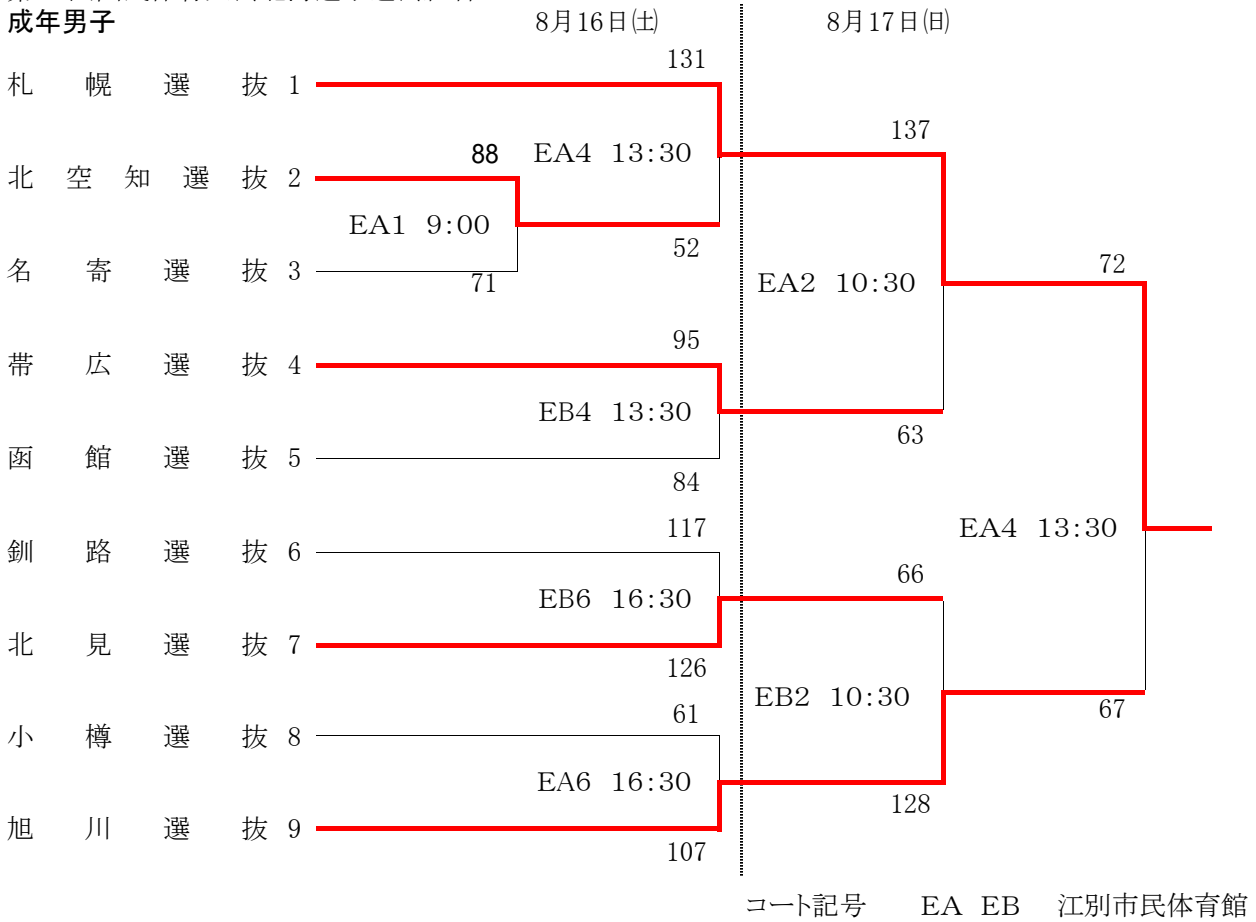 成年男子 8月16日㈯ 8月17日㈰
131
札幌選抜 1
137
88 EA4 13:30
北空知選抜 2
EA1 9:00
52
名寄選抜 3
71
EA2 10:30
72
95
帯広選抜 4
EB4 13:30
63
函館選抜 5
84
117
EA4 13:30
釧路選抜 6
66
EB6 16:30
北見選抜 7
126
EB2 10:30
67
61
小樽選抜 8
EA6 16:30
128
旭川選抜 9
107
コート記号 EA EB 江別市民体育館